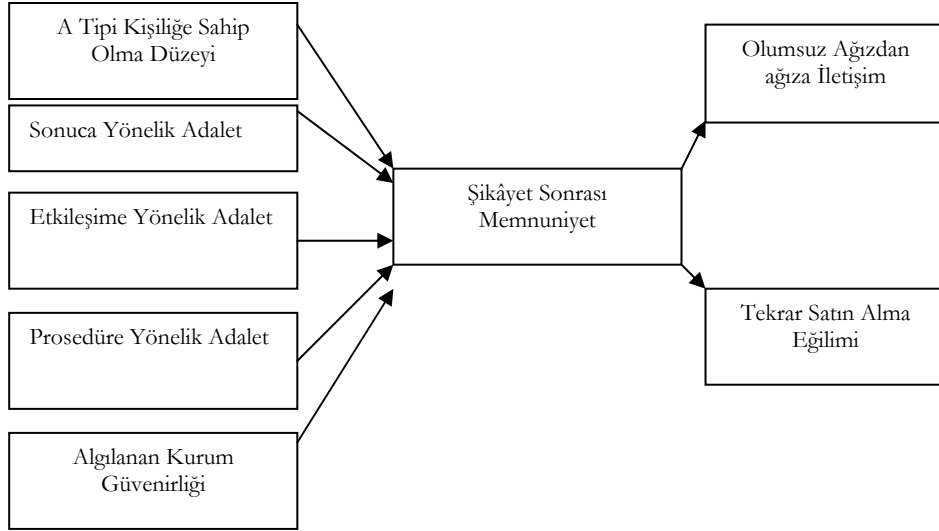 A Tipi Kişiliğe Sahip
Olma Düzeyi
Sonuca Yönelik Adalet
Etkileşime Yönelik Adalet
Prosedüre Yönelik Adalet
Algılanan Kurum
Güvenirliği
Şikâyet Sonrası
Memnuniyet
Olumsuz Ağızdan
ağıza İletişim
Tekrar Satın Alma
Eğilimi